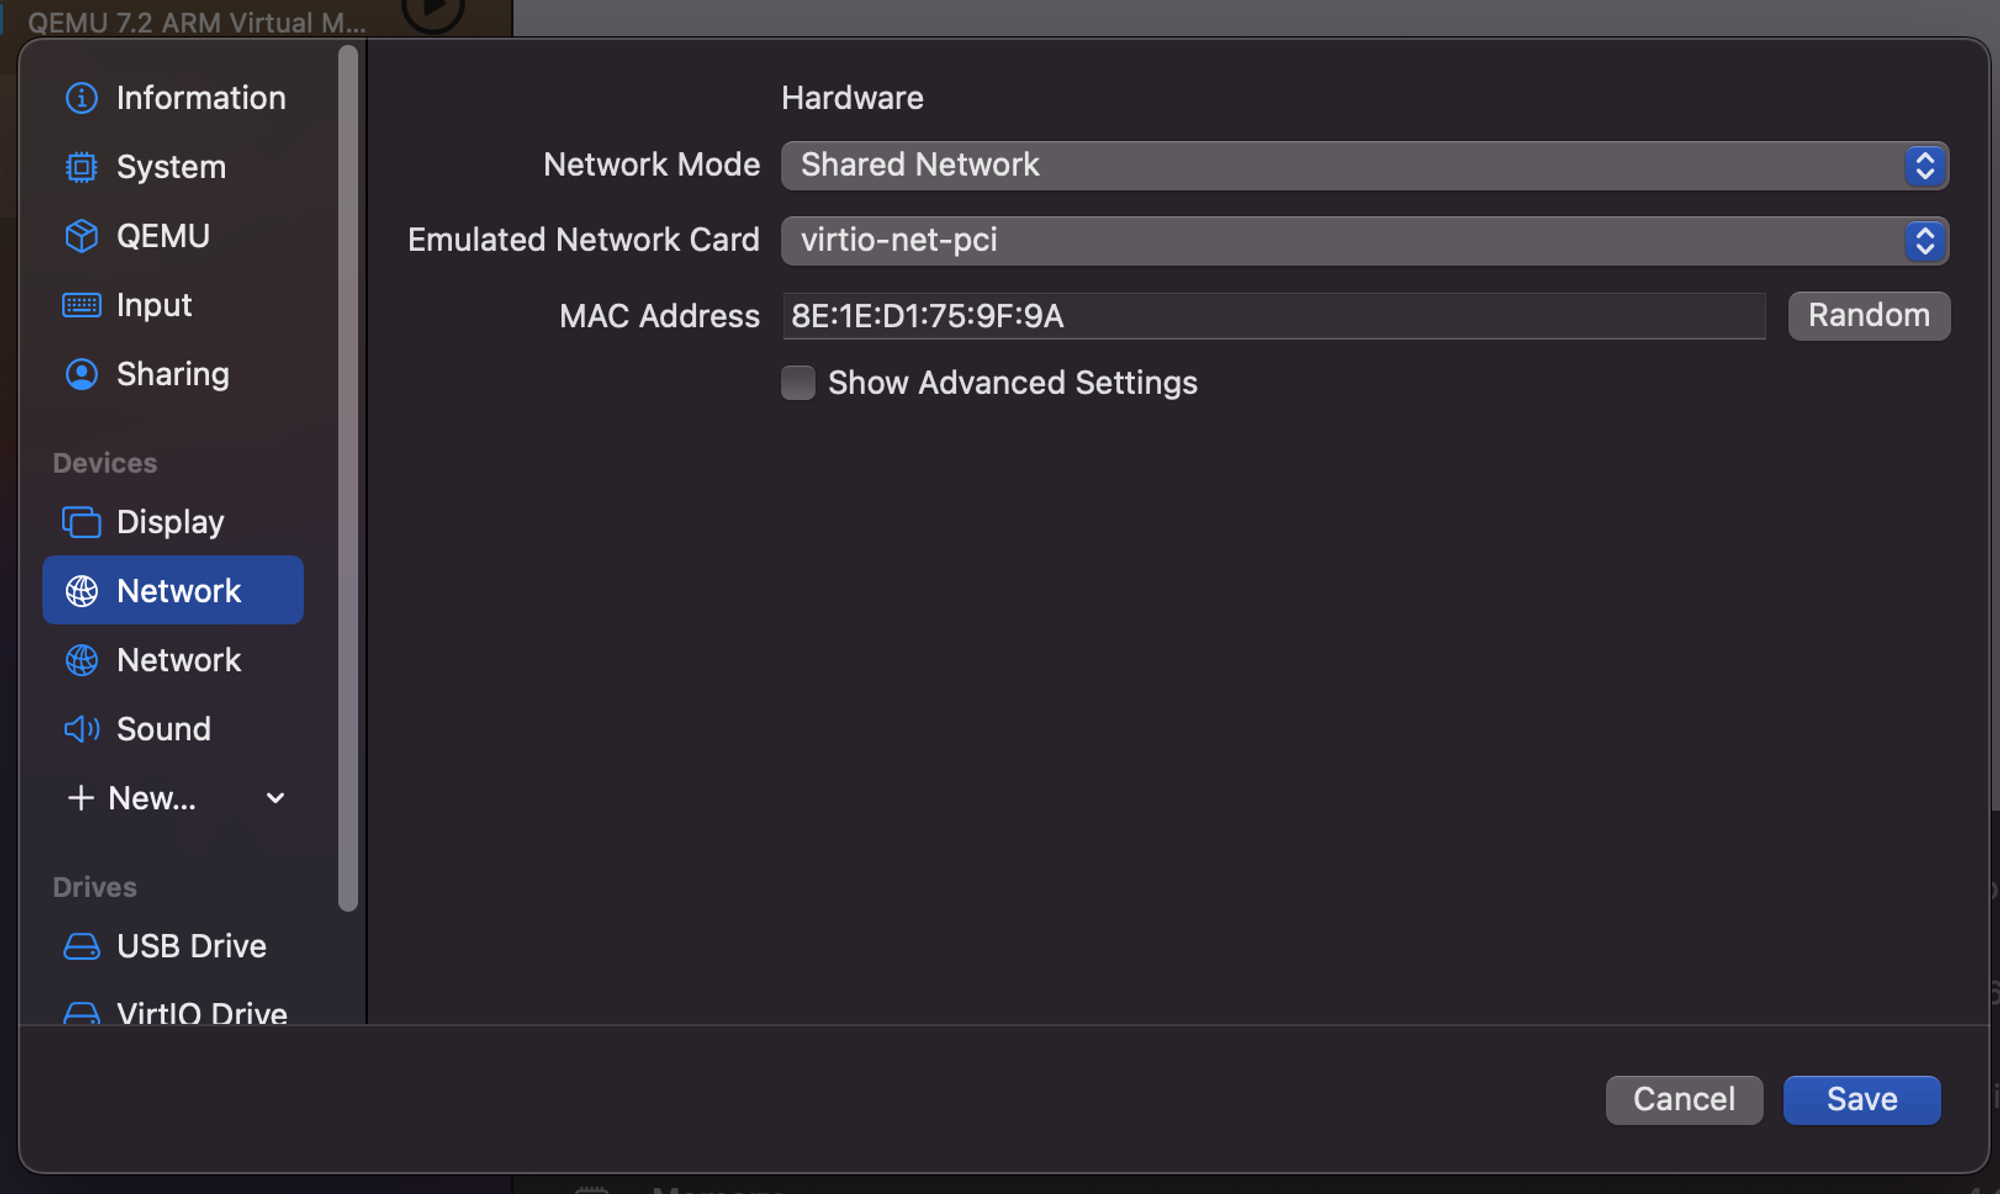 QEMU 7.2 ARM Virtual M...
Information
System
QEMU
Input
Sharing
Devices
Display
Network
Network
Sound
New...
Drives
USB Drive
VirtIO Drive
Hardware
Network Mode Shared Network
Emulated Network Card virtio-net-pci
MAC Address 8E:1E:D1:75:9F:9A Random
Show Advanced Settings
Cancel Save